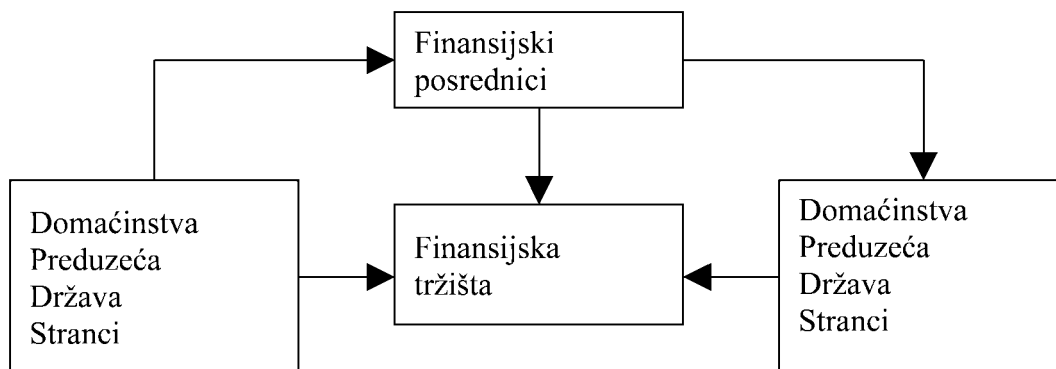 Finansijski
posrednici
Domaćinstva
Preduzeća
Država
Stranci
Finansijska
tržišta
Domaćinstva
Preduzeća
Država
Stranci